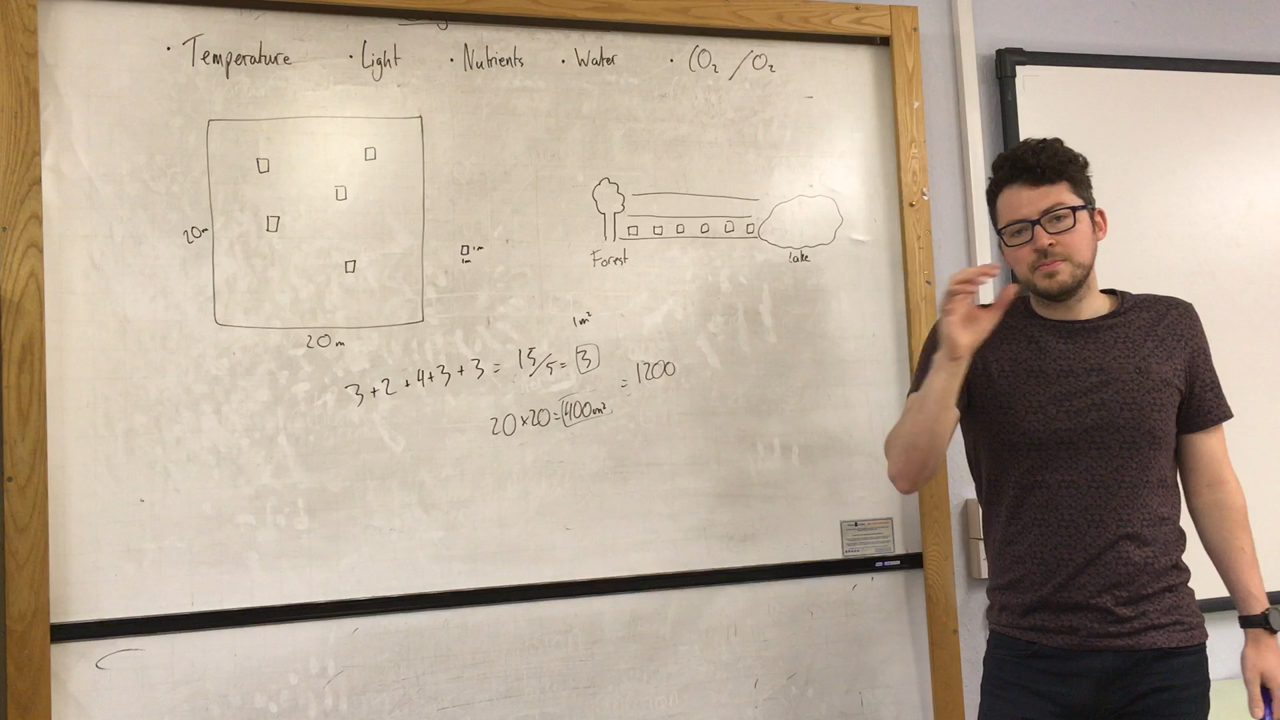 · Temperature · Light · Nutrients · Water · CO₂ / O₂
20m
20m
1m
1m
Forest
Lake
1m²
3+2+4+3+3 = 15/5 = 3
20×20=400m² = 1200